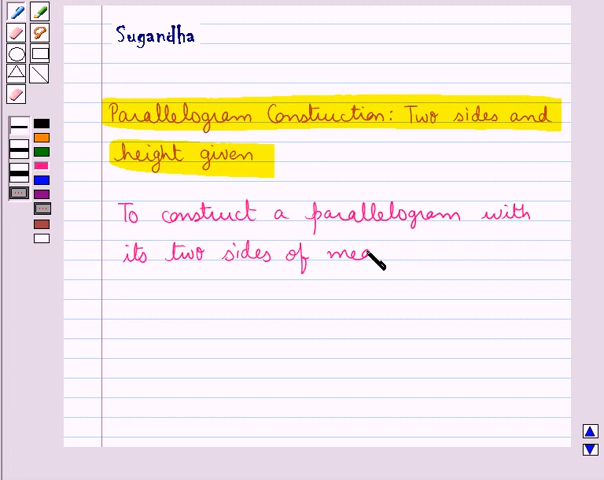 Sugandha
Parallelogram Construction: Two sides and
height given
To construct a parallelogram with
its two sides of mea